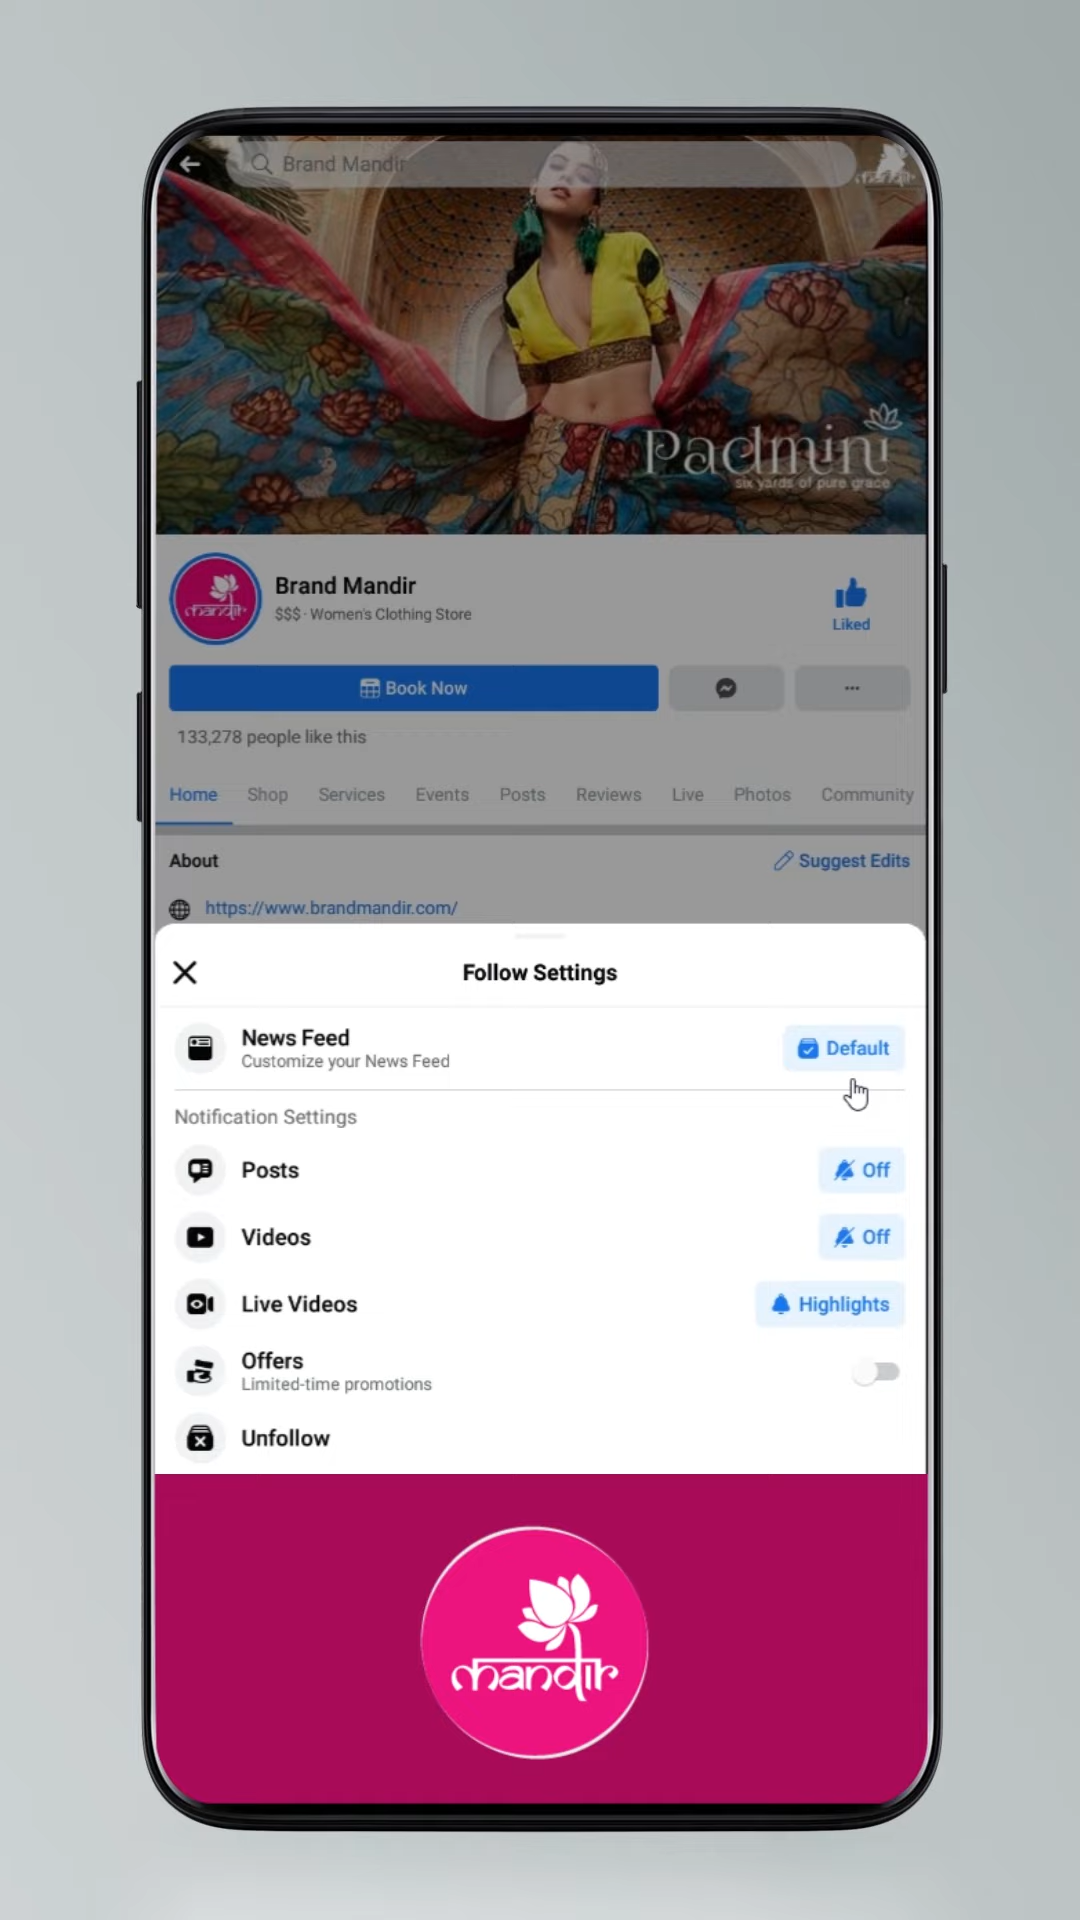 Brand Mandir
mandir
Padmini
six yards of pure grace
mandir
Brand Mandir
$$$ · Women's Clothing Store
Liked
Book Now
133,278 people like this
Home Shop Services Events Posts Reviews Live Photos Community
About
Suggest Edits
https://www.brandmandir.com/
Follow Settings
News Feed
Customize your News Feed
Default
Notification Settings
Posts
Off
Videos
Off
Live Videos
Highlights
Offers
Limited-time promotions
Unfollow
mandir